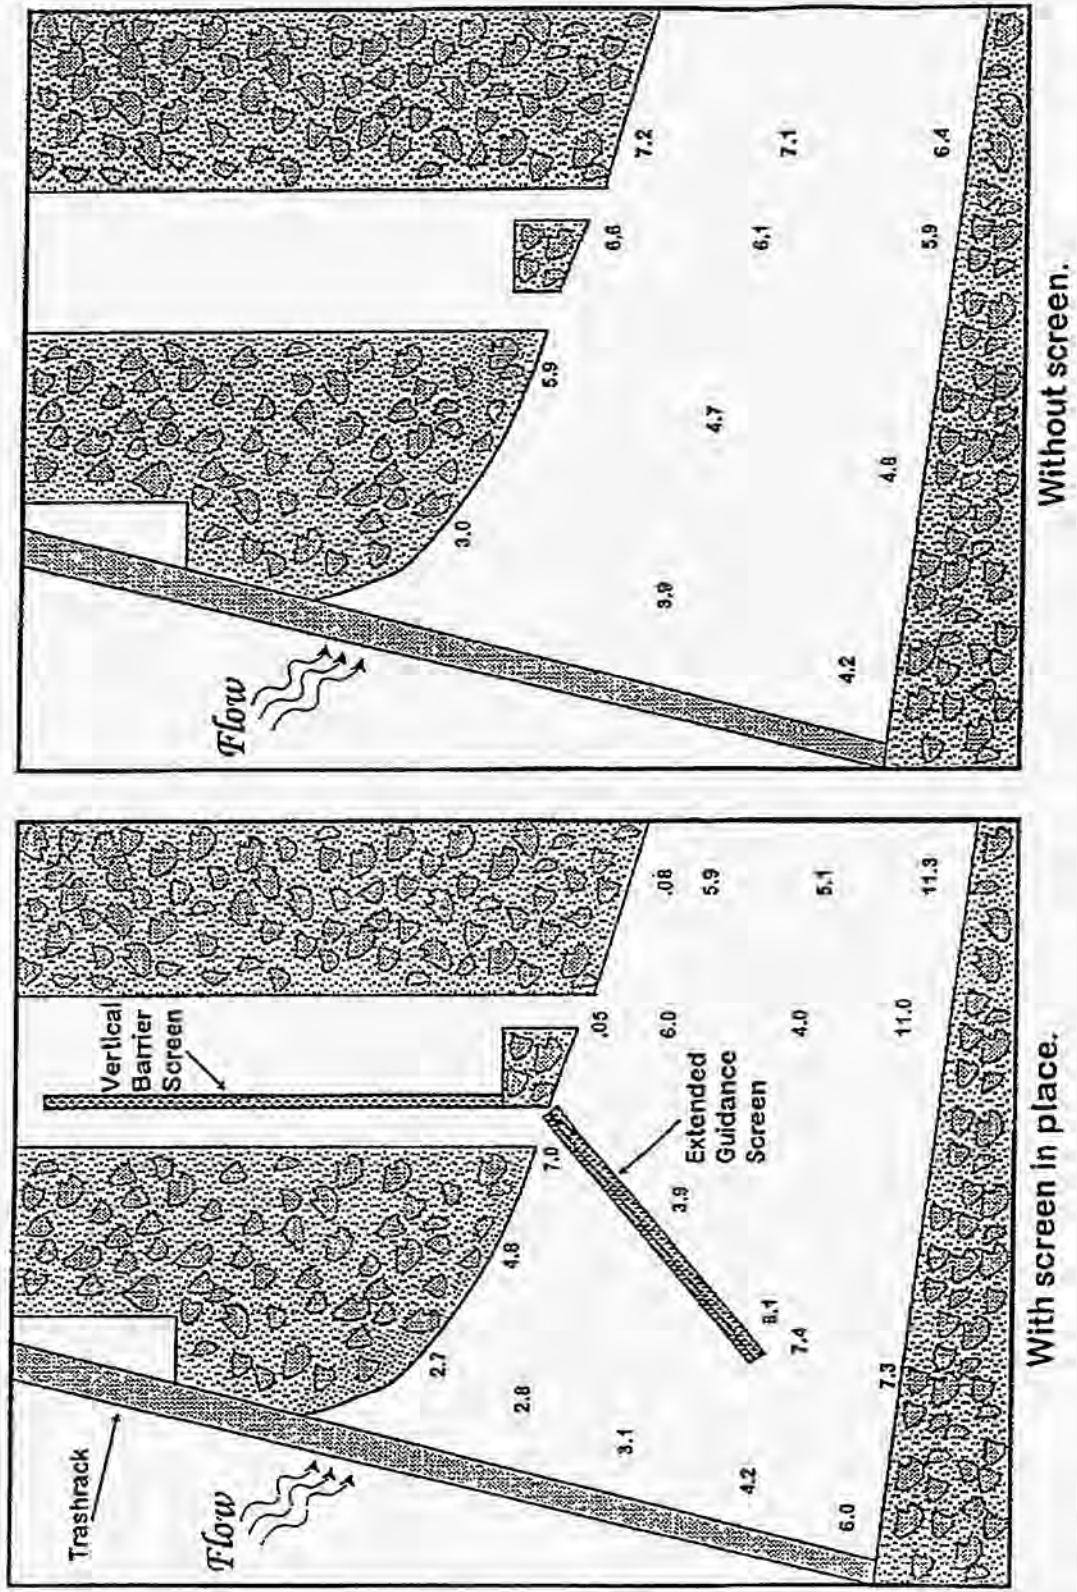 Trashrack
Flow
Vertical
Barrier
Screen
Extended
Guidance
Screen
2.7
4.8
7.0
2.8
3.1
4.2
6.0
7.3
7.4
3.9
.05
6.0
4.0
11.0
.08
5.9
5.1
11.3
With screen in place.
Flow
3.0
5.9
6.6
7.2
3.9
4.7
6.1
7.1
4.2
4.8
5.9
6.4
Without screen.